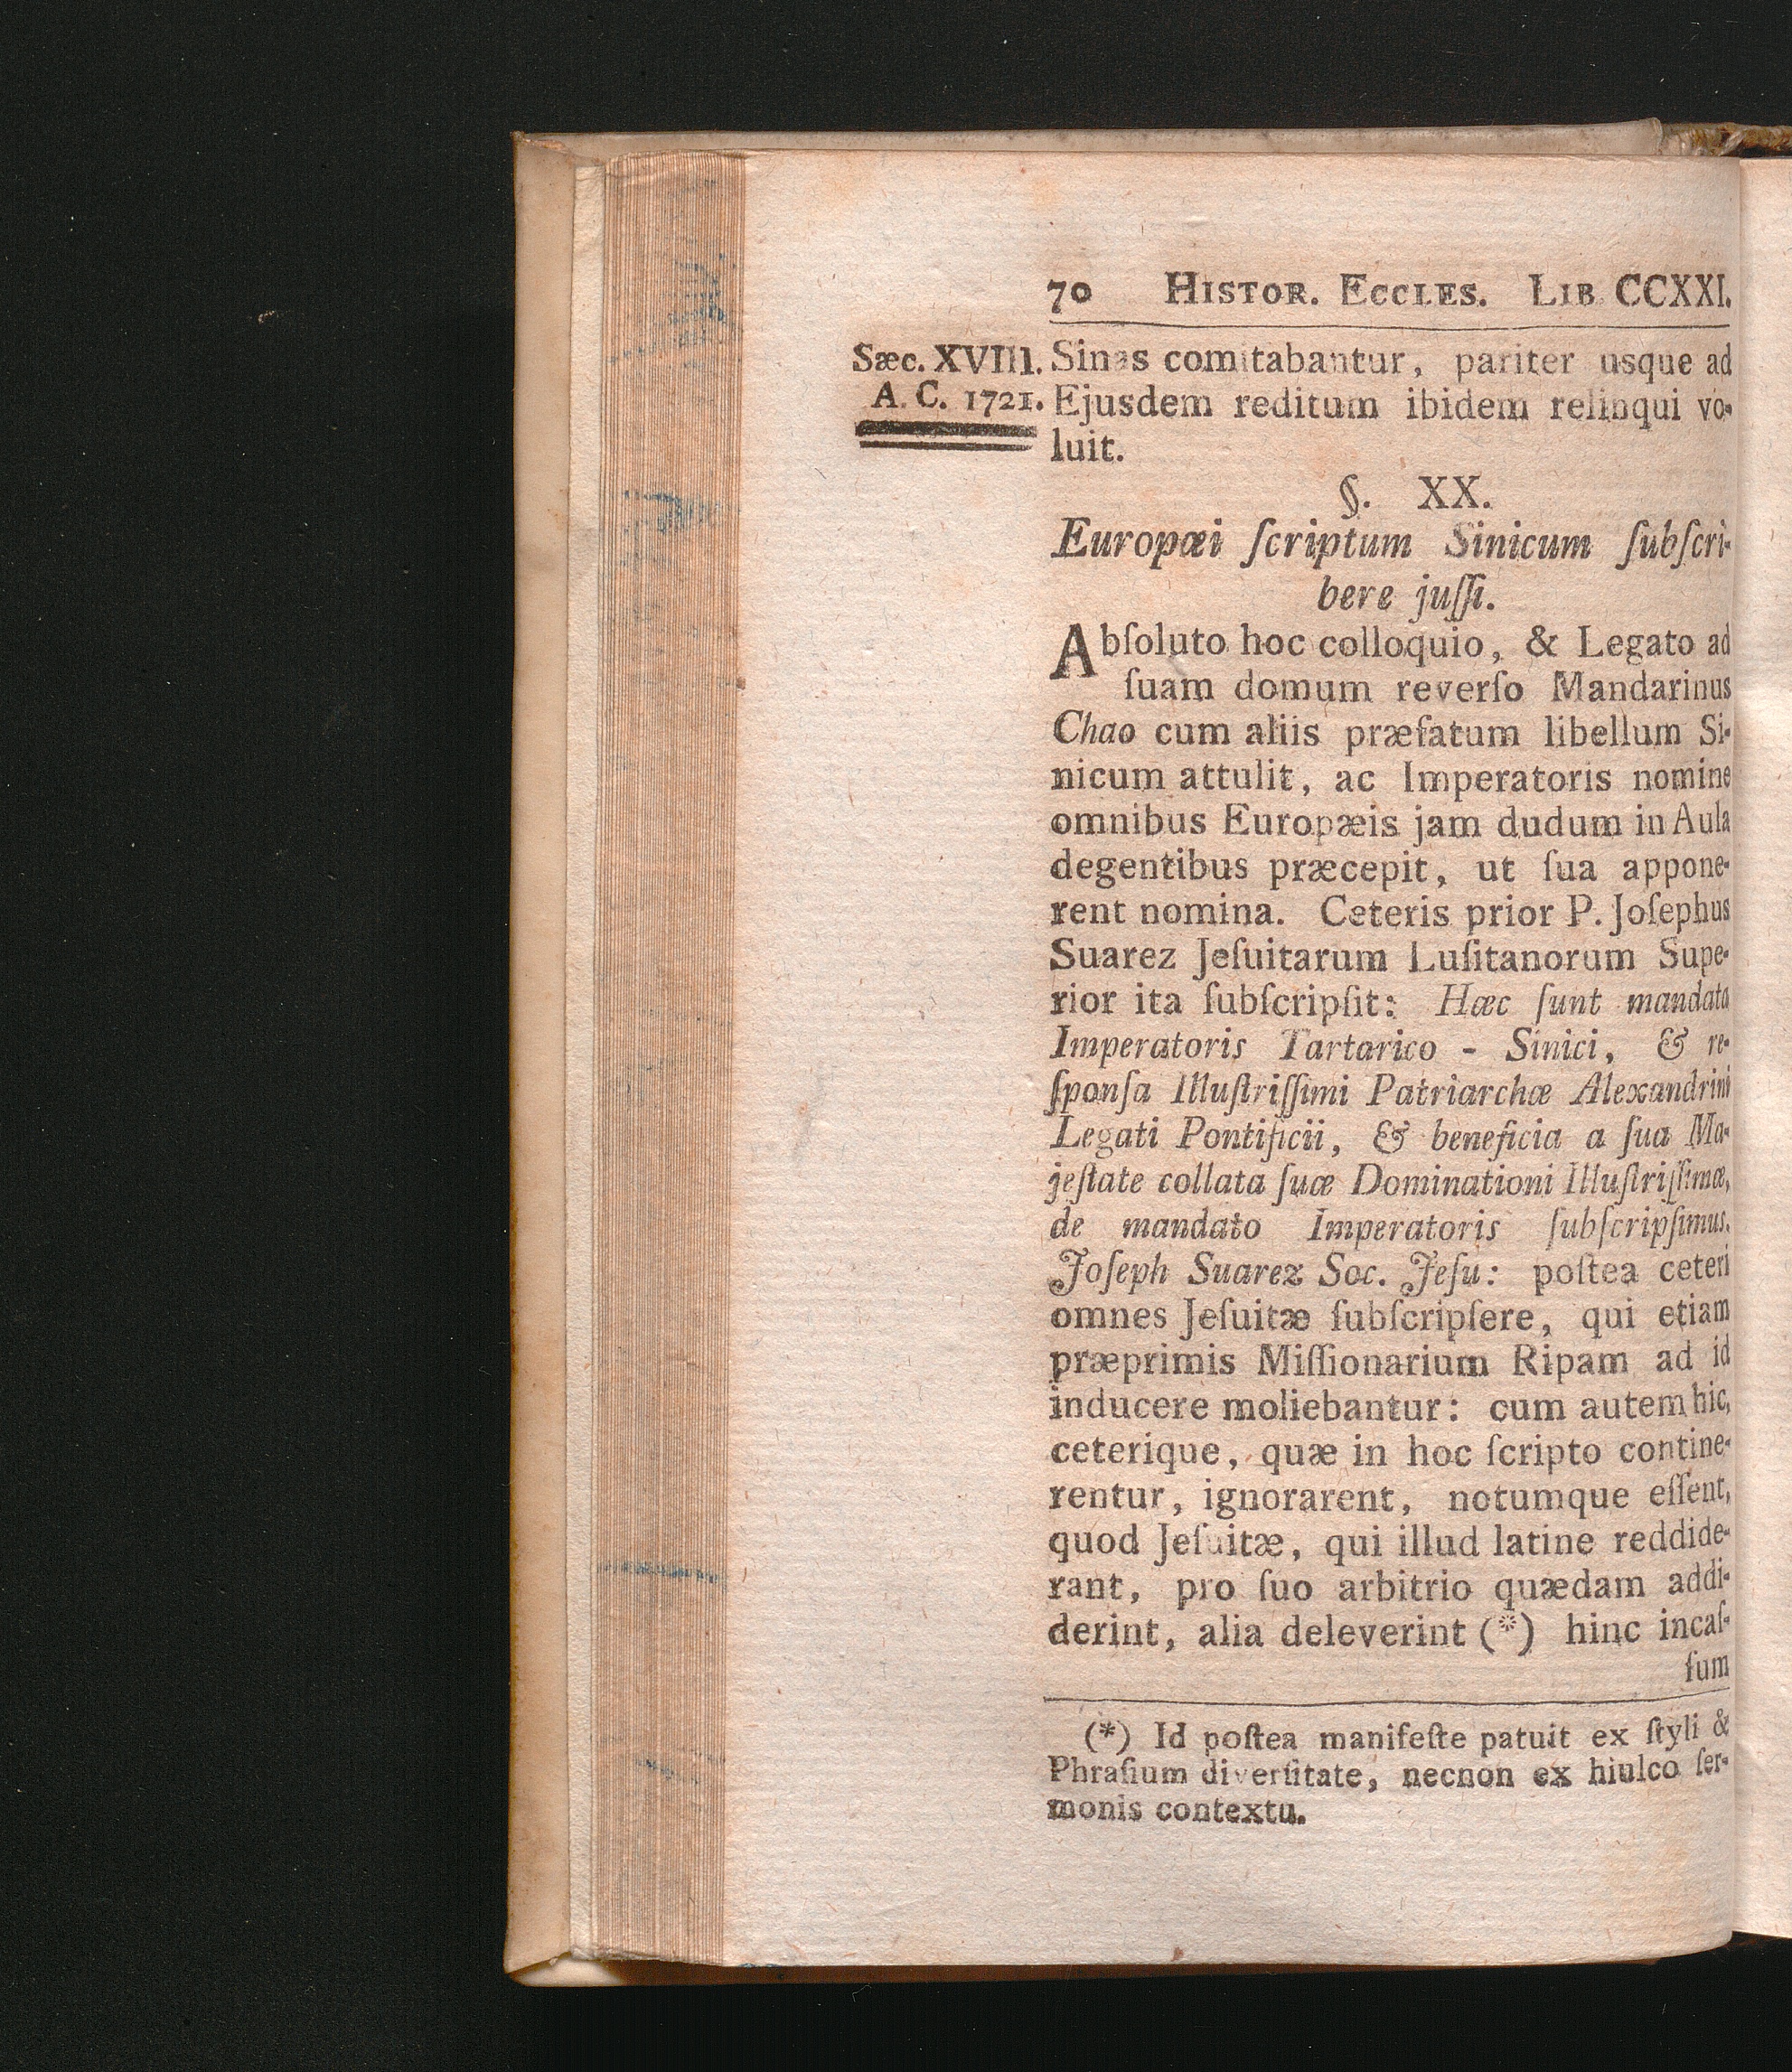 70 HISTOR. ECCLES. LIB CCXXI.
Sæc. XVIII.
A. C. 1721.
Sinas comitabantur, pariter usque ad
Ejusdem reditum ibidem relinqui vo-
luit.
§. XX.
Europæi ſcriptum Sinicum ſubſcri-
bere juſſi.
Abſoluto hoc colloquio, & Legato ad
ſuam domum reverſo Mandarinus
Chao cum aliis præfatum libellum Si-
nicum attulit, ac Imperatoris nomine
omnibus Europæis jam dudum in Aula
degentibus præcepit, ut ſua appone-
rent nomina. Ceteris prior P. Joſephus
Suarez Jeſuitarum Luſitanorum Supe-
rior ita ſubſcripſit: Hæc ſunt mandata
Imperatoris Tartarico - Sinici, & re-
ſponſa Illuſtriſſimi Patriarchæ Alexandrini
Legati Pontificii, & beneficia a ſua Ma-
jeſtate collata ſuæ Dominationi Illuſtriſſimæ,
de mandato Imperatoris ſubſcripſimus.
Joſeph Suarez Soc. Jeſu: poſtea ceteri
omnes Jeſuitæ ſubſcripſere, qui etiam
præprimis Miſſionarium Ripam ad id
inducere moliebantur: cum autem hic,
ceterique, quæ in hoc ſcripto contine-
rentur, ignorarent, notumque eſſent,
quod Jeſuitæ, qui illud latine reddide-
rant, pro ſuo arbitrio quædam addi-
derint, alia deleverint (*) hinc incaſ-
ſum
(*) Id poſtea manifeſte patuit ex ſtyli &
Phraſium diverſitate, necnon ex hiulco ſer-
monis contextu.